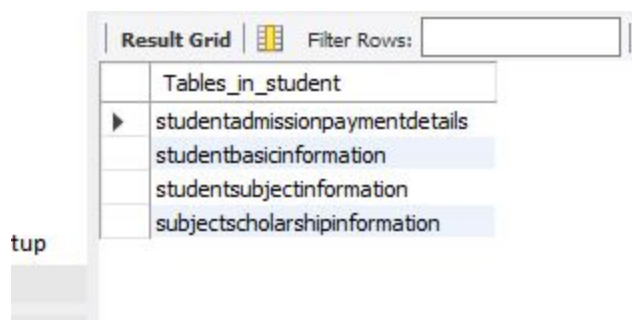 Result Grid Filter Rows:
Tables_in_student
studentadmissionpaymentdetails
studentbasicinformation
studentsubjectinformation
subjectscholarshipinformation
tup